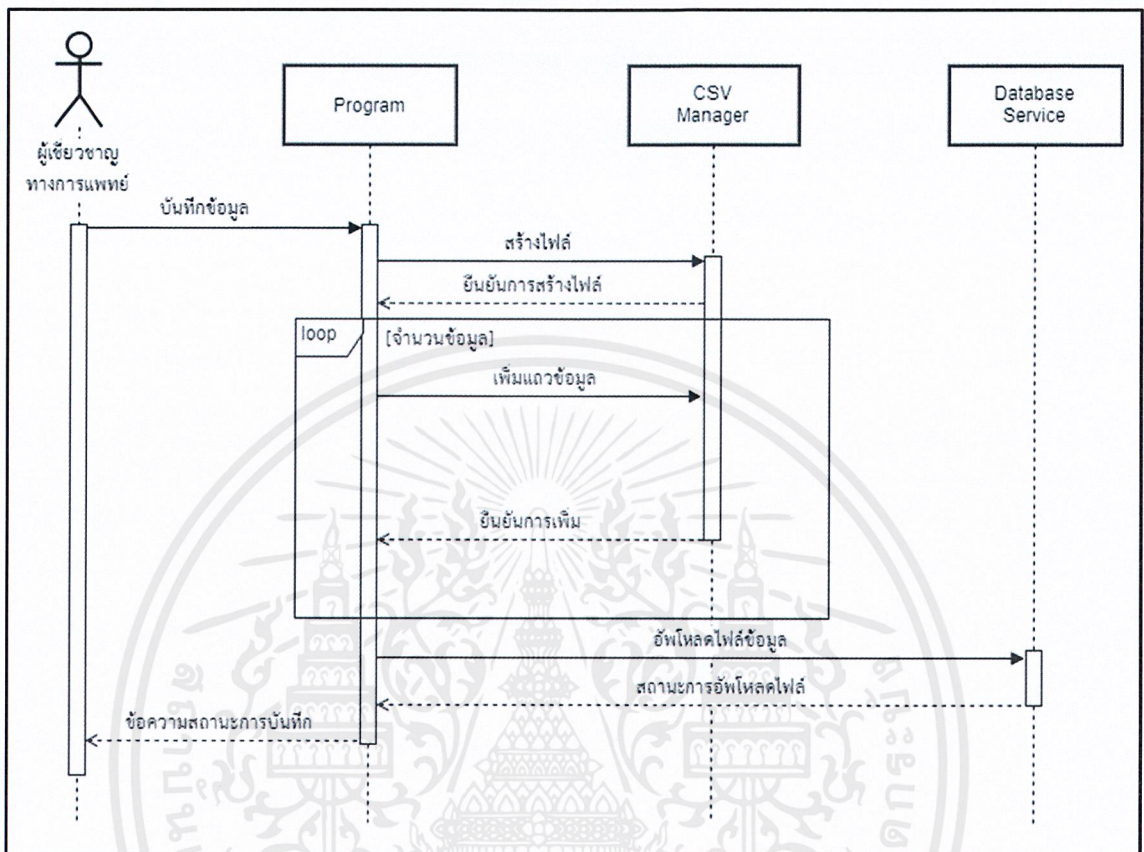 Program
CSV
Manager
Database
Service
ผู้เชี่ยวชาญ
ทางการแพทย์
บันทึกข้อมูล
สร้างไฟล์
ยืนยันการสร้างไฟล์
loop
[จำนวนข้อมูล]
เพิ่มแถวข้อมูล
ยืนยันการเพิ่ม
อัพโหลดไฟล์ข้อมูล
สถานะการอัพโหลดไฟล์
ข้อความสถานะการบันทึก